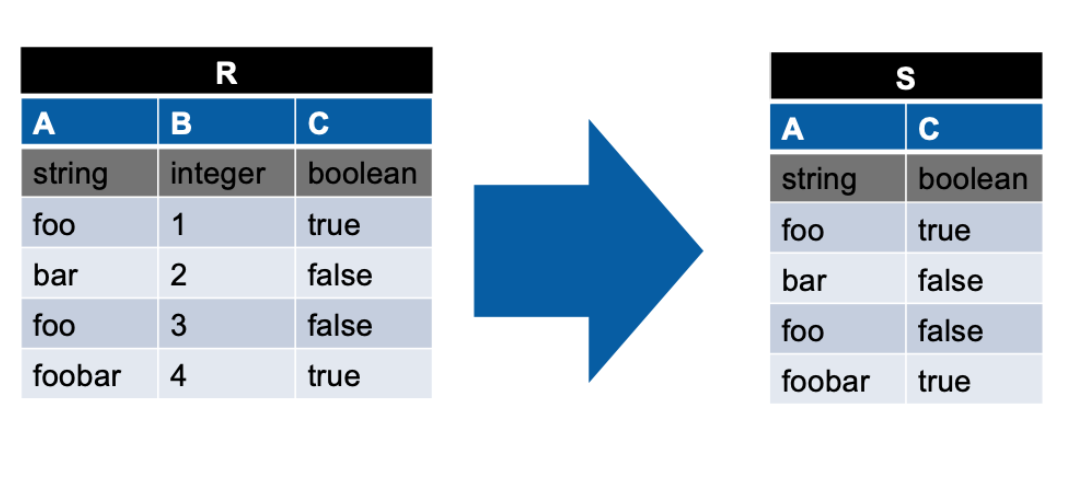 R
A B C
string integer boolean
foo 1 true
bar 2 false
foo 3 false
foobar 4 true
S
A C
string boolean
foo true
bar false
foo false
foobar true